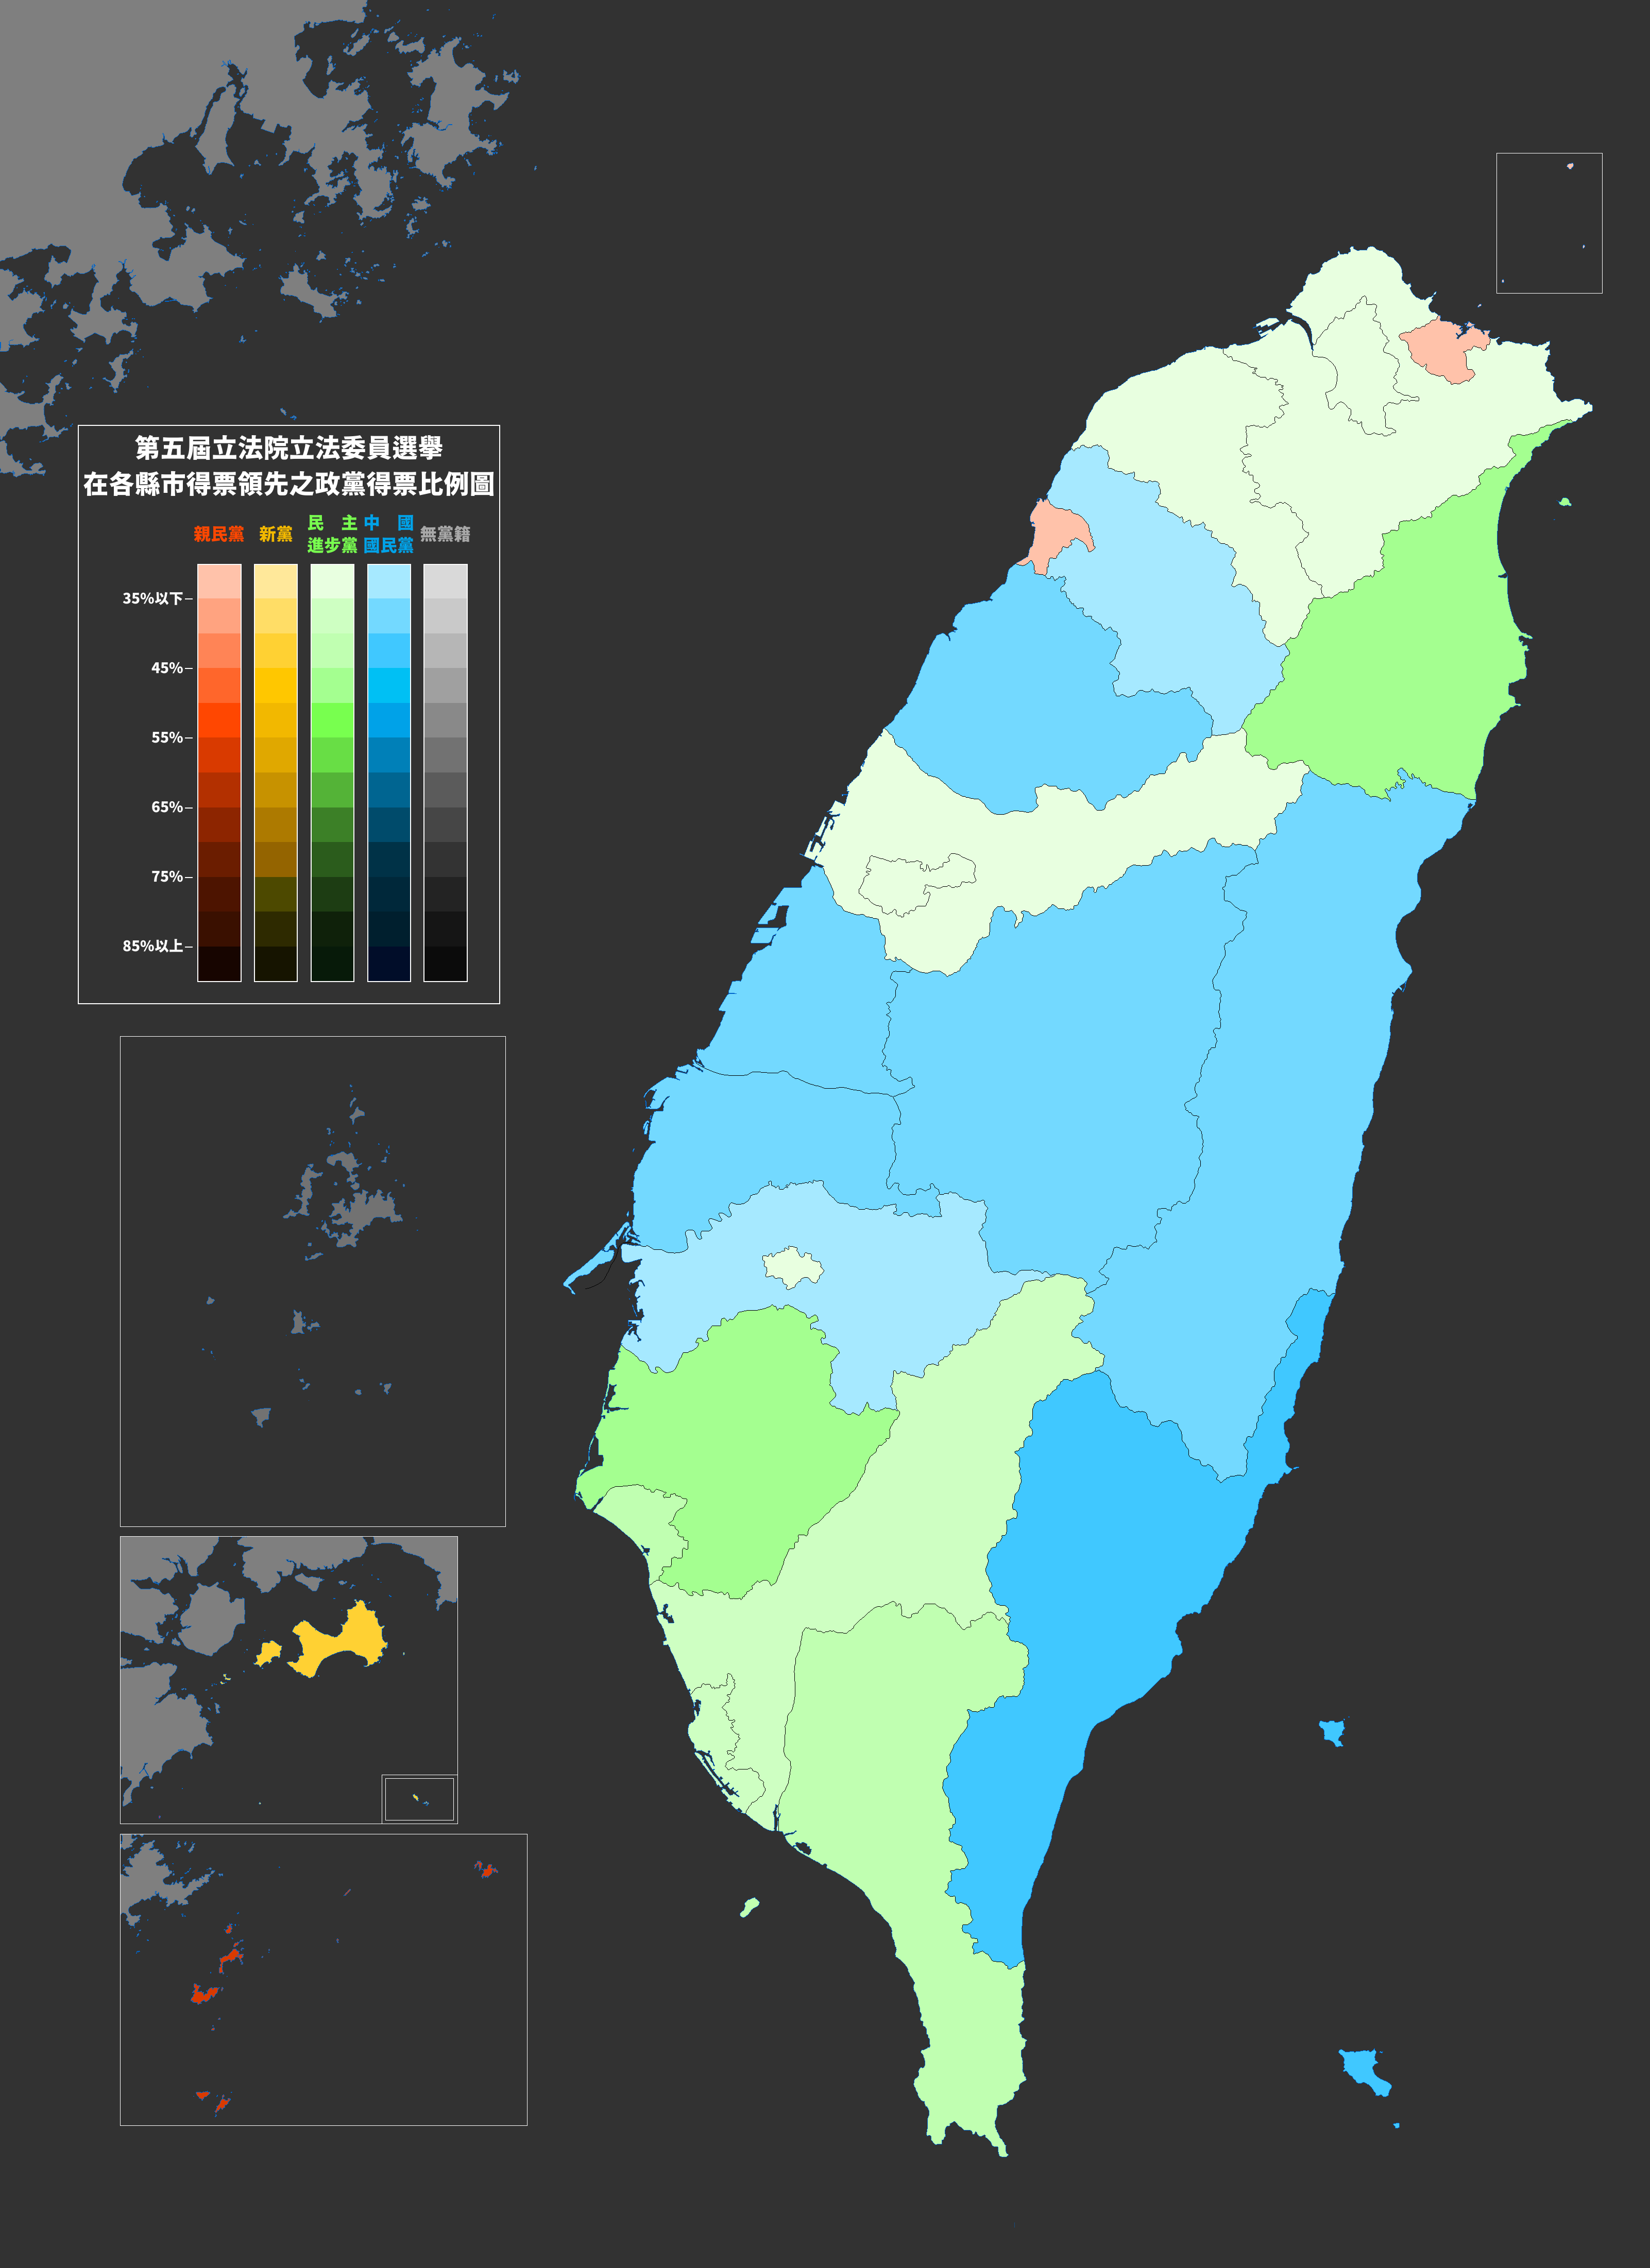 第五屆立法院立法委員選舉
在各縣市得票領先之政黨得票比例圖
親民黨
新黨
民 主
進步黨
中 國
國民黨
無黨籍
35%以下
45%
55%
65%
75%
85%以上